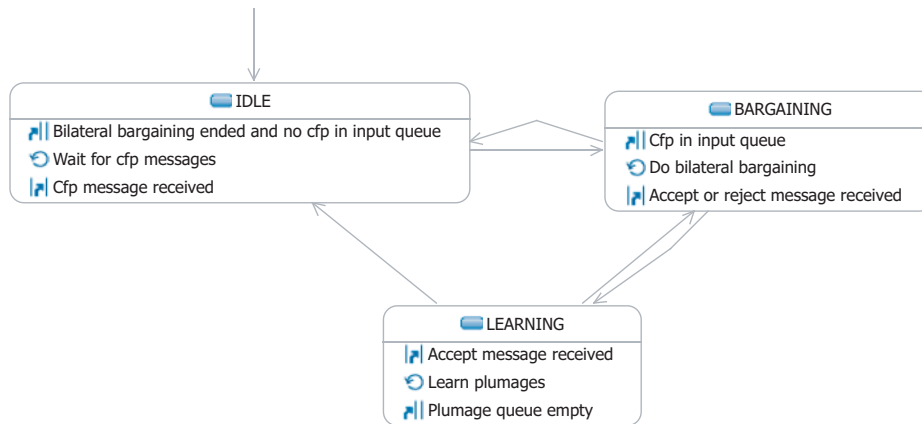 IDLE
Bilateral bargaining ended and no cfp in input queue
Wait for cfp messages
Cfp message received
BARGAINING
Cfp in input queue
Do bilateral bargaining
Accept or reject message received
LEARNING
Accept message received
Learn plumages
Plumage queue empty